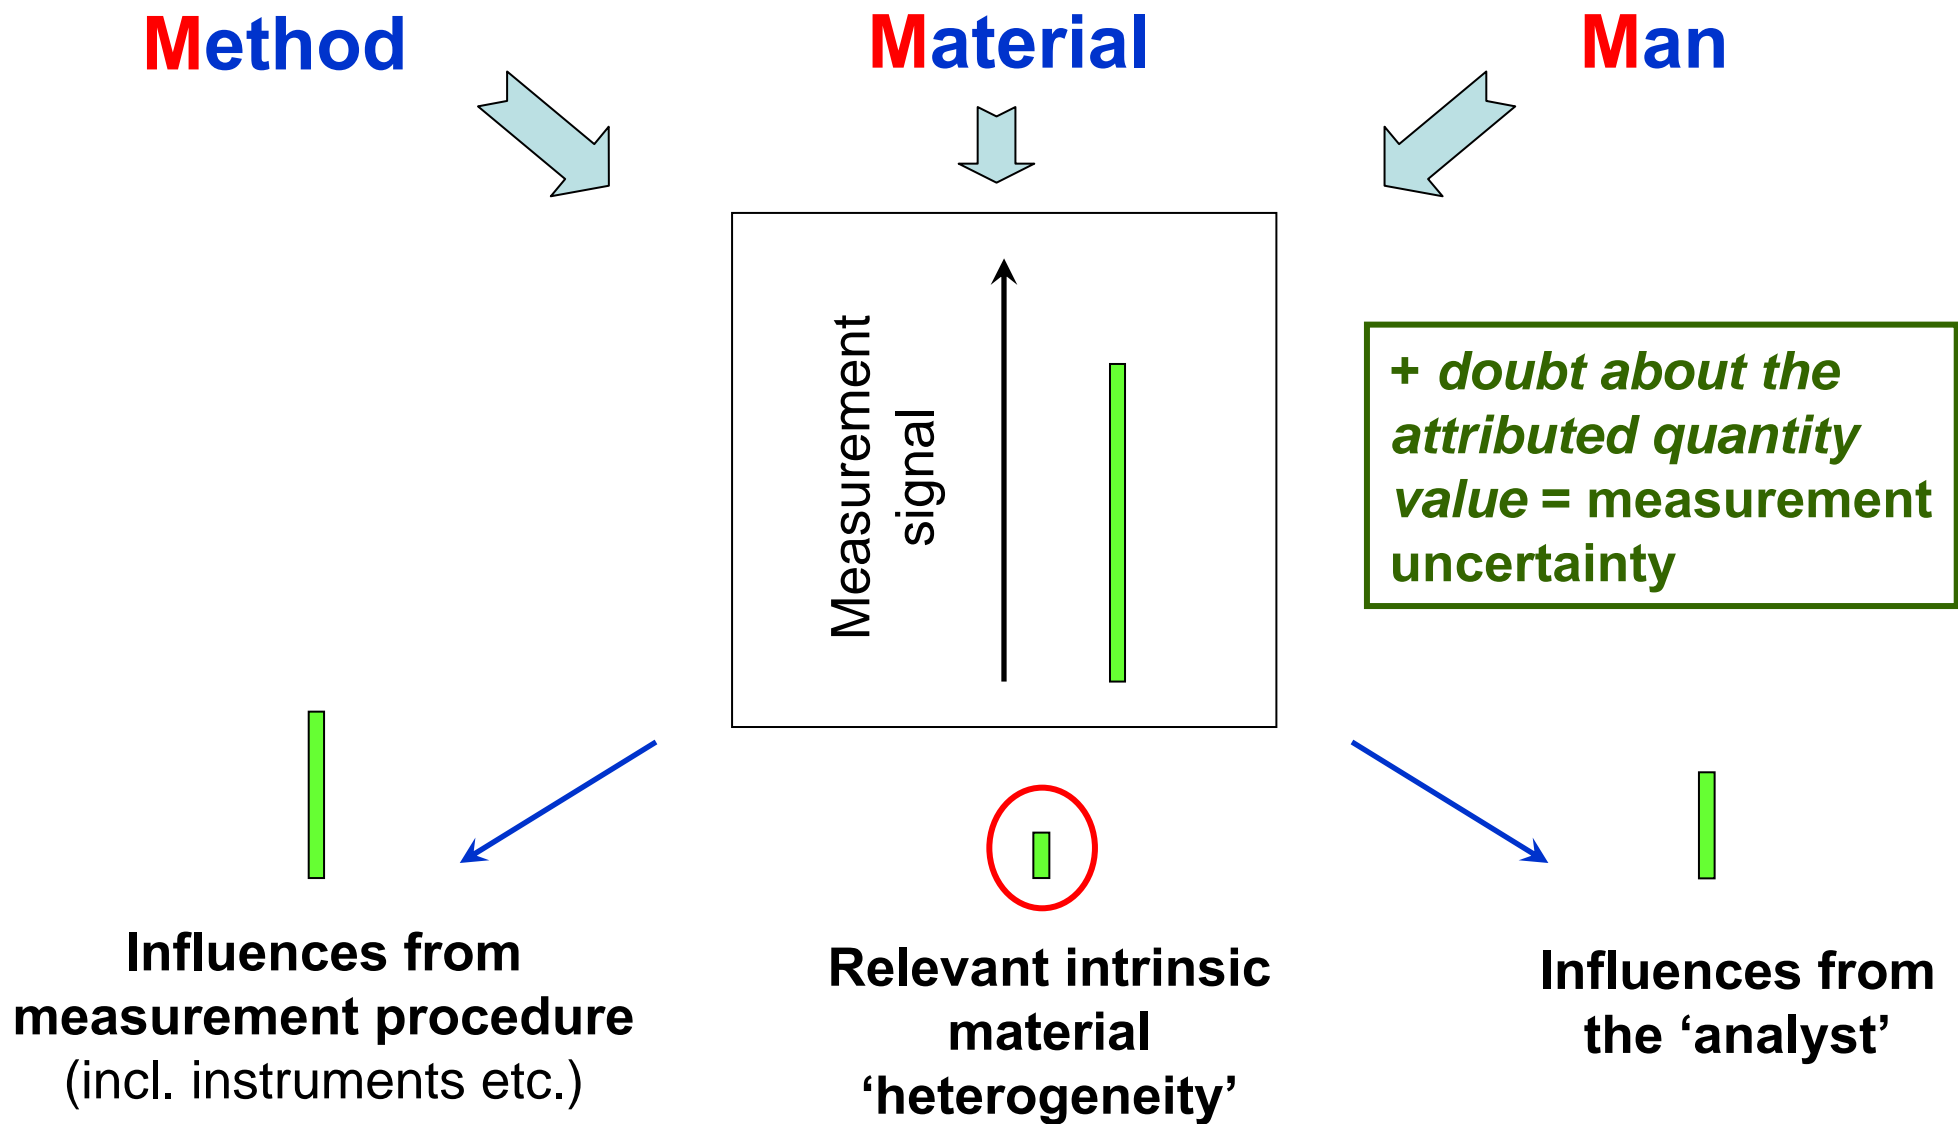 Method
Material
Man
Measurement
signal
+ doubt about the
attributed quantity
value = measurement
uncertainty
Influences from
measurement procedure
(incl. instruments etc.)
Relevant intrinsic
material
‘heterogeneity’
Influences from
the ‘analyst’